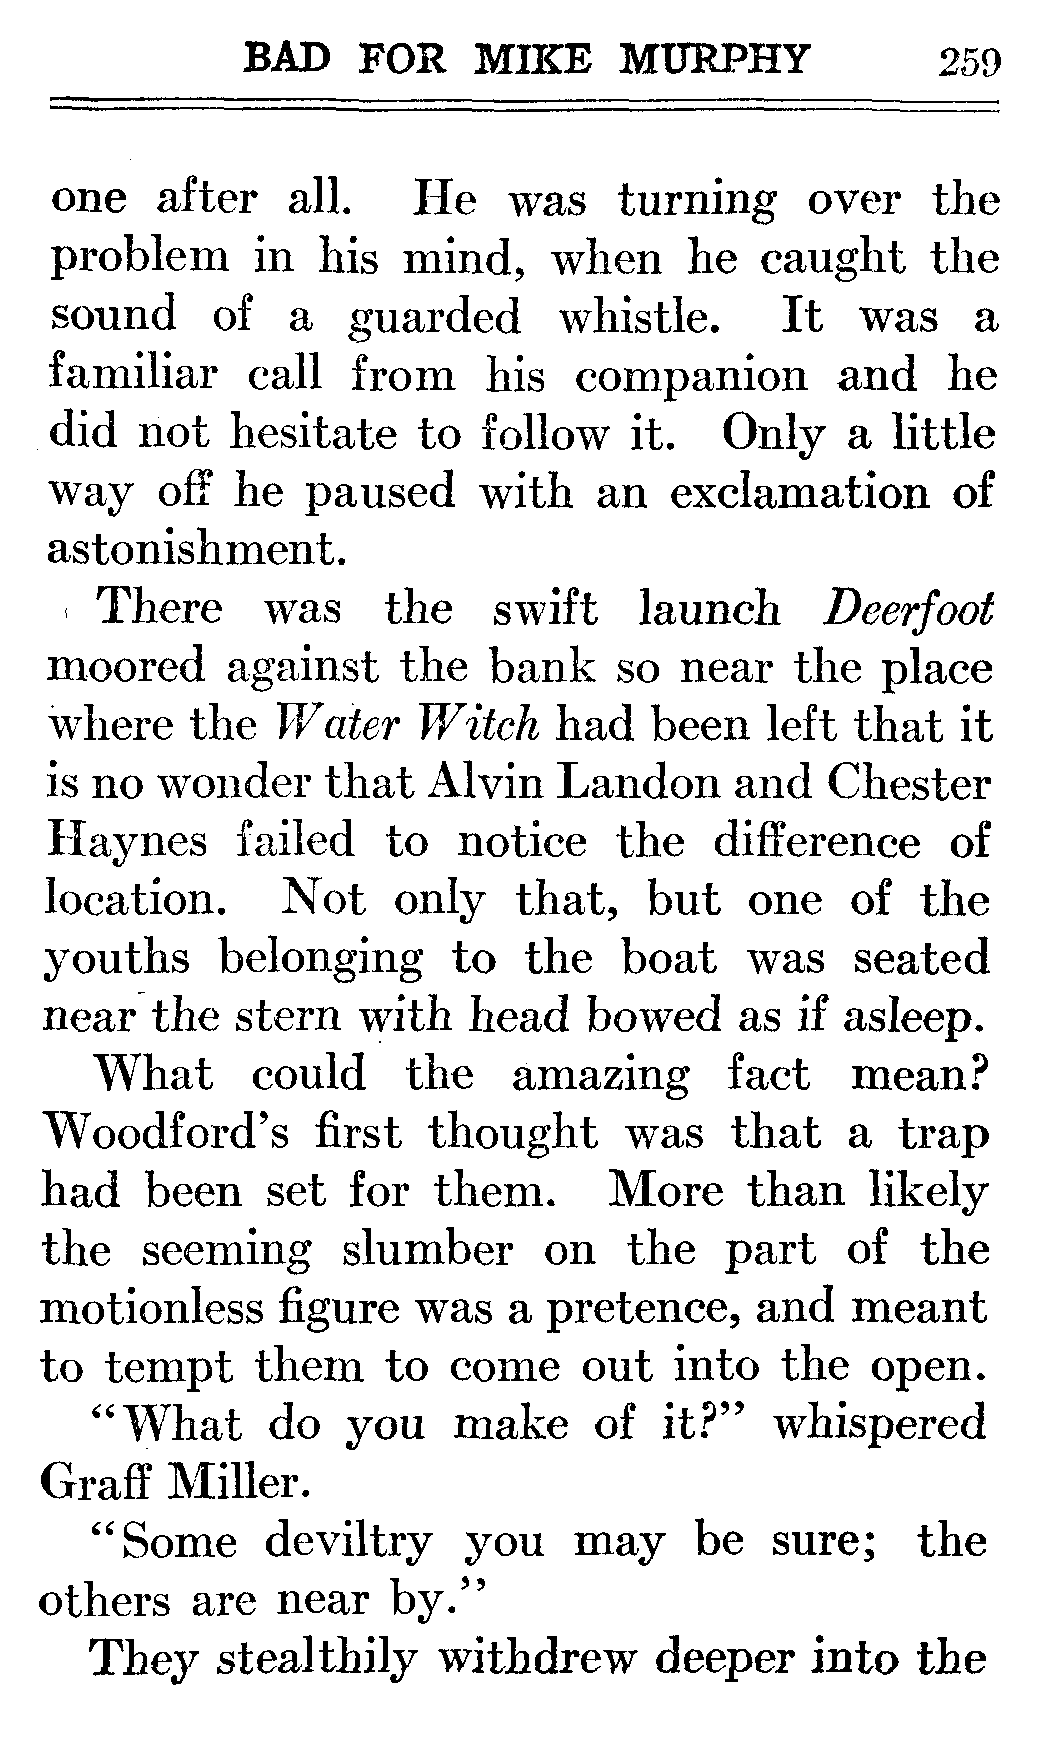 BAD FOR MIKE MURPHY 259
one after all. He was turning over the
problem in his mind, when he caught the
sound of a guarded whistle. It was a
familiar call from his companion and he
did not hesitate to follow it. Only a little
way off he paused with an exclamation of
astonishment.
There was the swift launch Deerfoot
moored against the bank so near the place
where the Water Witch had been left that it
is no wonder that Alvin Landon and Chester
Haynes failed to notice the difference of
location. Not only that, but one of the
youths belonging to the boat was seated
near the stern with head bowed as if asleep.
What could the amazing fact mean?
Woodford's first thought was that a trap
had been set for them. More than likely
the seeming slumber on the part of the
motionless figure was a pretence, and meant
to tempt them to come out into the open.
"What do you make of it?" whispered
Graff Miller.
"Some deviltry you may be sure; the
others are near by."
They stealthily withdrew deeper into the